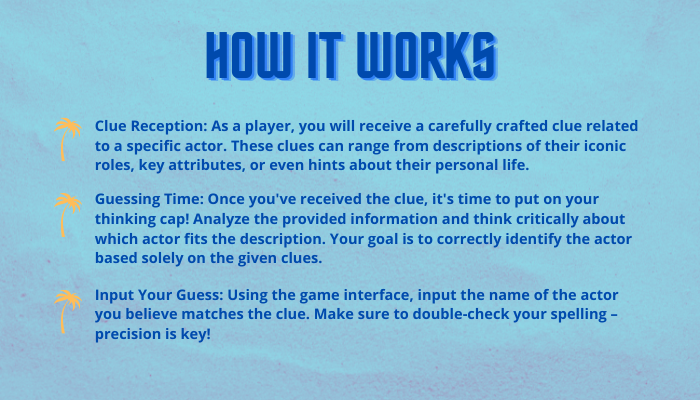 HOW IT WORKS
Clue Reception: As a player, you will receive a carefully crafted clue related
to a specific actor. These clues can range from descriptions of their iconic
roles, key attributes, or even hints about their personal life.
Guessing Time: Once you've received the clue, it's time to put on your
thinking cap! Analyze the provided information and think critically about
which actor fits the description. Your goal is to correctly identify the actor
based solely on the given clues.
Input Your Guess: Using the game interface, input the name of the actor
you believe matches the clue. Make sure to double-check your spelling –
precision is key!